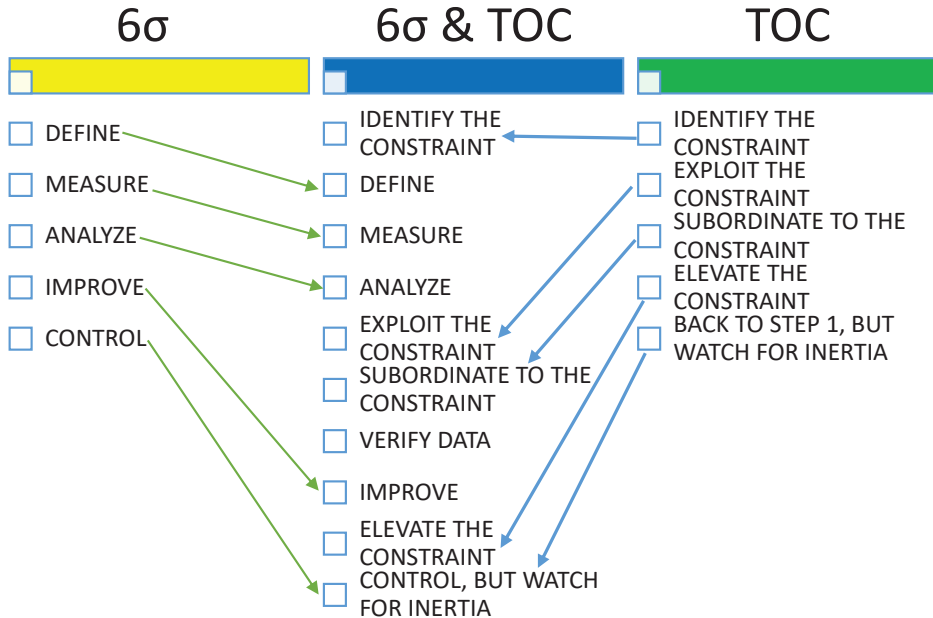 6σ
DEFINE
MEASURE
ANALYZE
IMPROVE
CONTROL
6σ & TOC
IDENTIFY THE
CONSTRAINT
DEFINE
MEASURE
ANALYZE
EXPLOIT THE
CONSTRAINT
SUBORDINATE TO THE
CONSTRAINT
VERIFY DATA
IMPROVE
ELEVATE THE
CONSTRAINT
CONTROL, BUT WATCH
FOR INERTIA
TOC
IDENTIFY THE
CONSTRAINT
EXPLOIT THE
CONSTRAINT
SUBORDINATE TO THE
CONSTRAINT
ELEVATE THE
CONSTRAINT
BACK TO STEP 1, BUT
WATCH FOR INERTIA